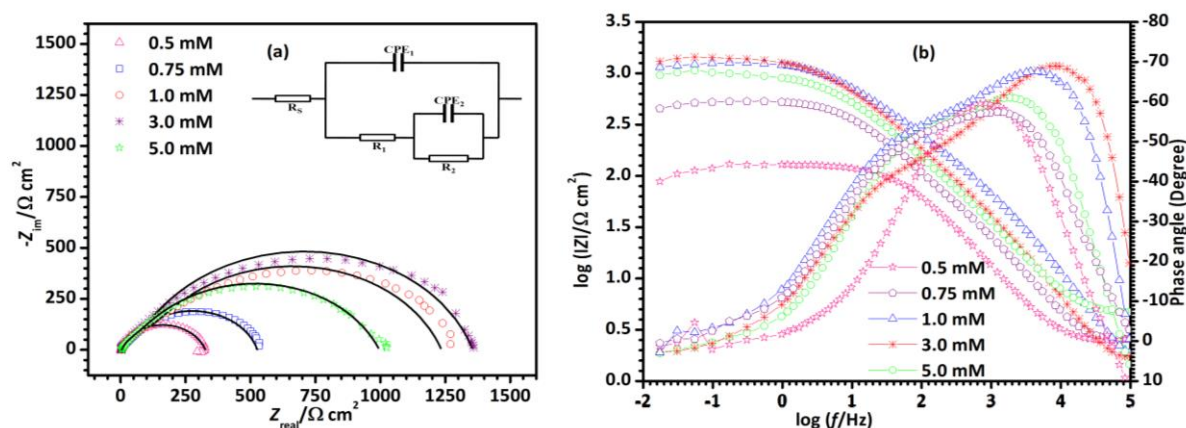 (a)
0.5 mM
0.75 mM
1.0 mM
3.0 mM
5.0 mM
CPE₁
R_S
CPE₂
R₁
R₂
1500
1250
1000
750
500
250
0
-Z_im/Ω cm²
0 250 500 750 1000 1250 1500
Z_real/Ω cm²
(b)
3.5
3.0
2.5
2.0
1.5
1.0
0.5
0.0
log (IZI/Ω cm²)
-80
-70
-60
-50
-40
-30
-20
-10
0
10
Phase angle (Degree)
0.5 mM
0.75 mM
1.0 mM
3.0 mM
5.0 mM
-2 -1 0 1 2 3 4 5
log (f/Hz)